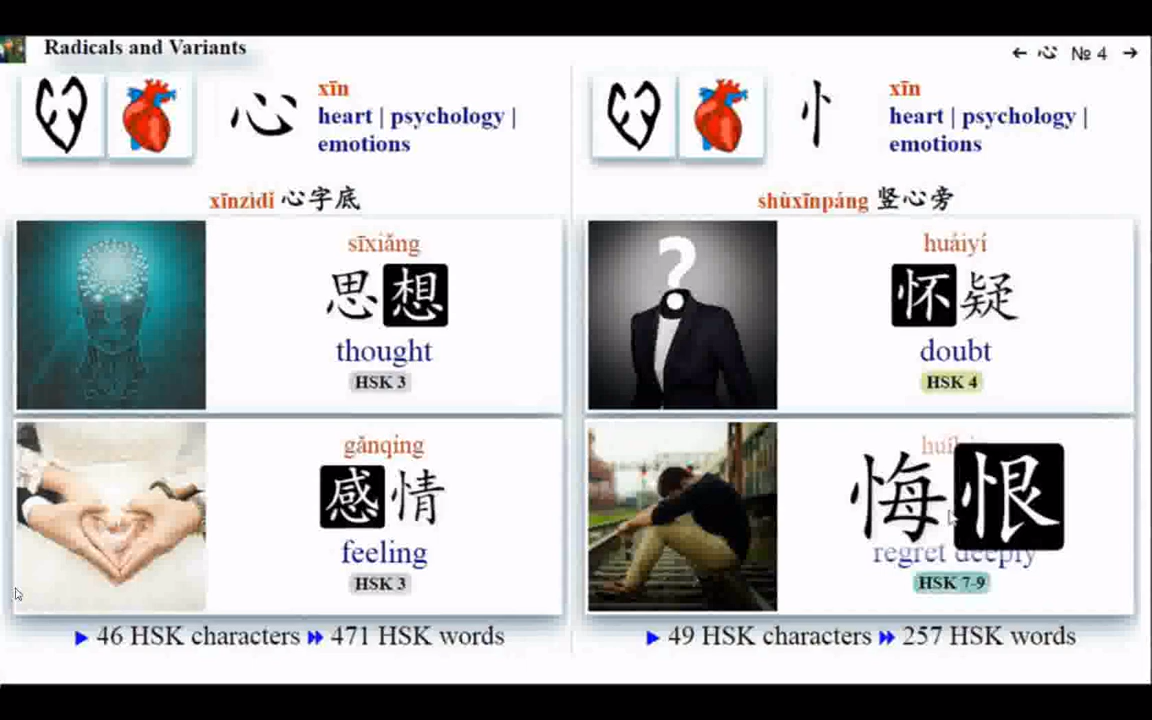 Radicals and Variants
← 心 № 4 →
心
xīn
heart | psychology |
emotions
xīnzìdǐ 心字底
sīxiǎng
思想
thought
HSK 3
gǎnqíng
感情
feeling
HSK 3
▶ 46 HSK characters ▶▶ 471 HSK words
忄
xīn
heart | psychology |
emotions
shùxīnpáng 竖心旁
huáiyí
怀疑
doubt
HSK 4
悔恨
regret deeply
HSK 7-9
▶ 49 HSK characters ▶▶ 257 HSK words